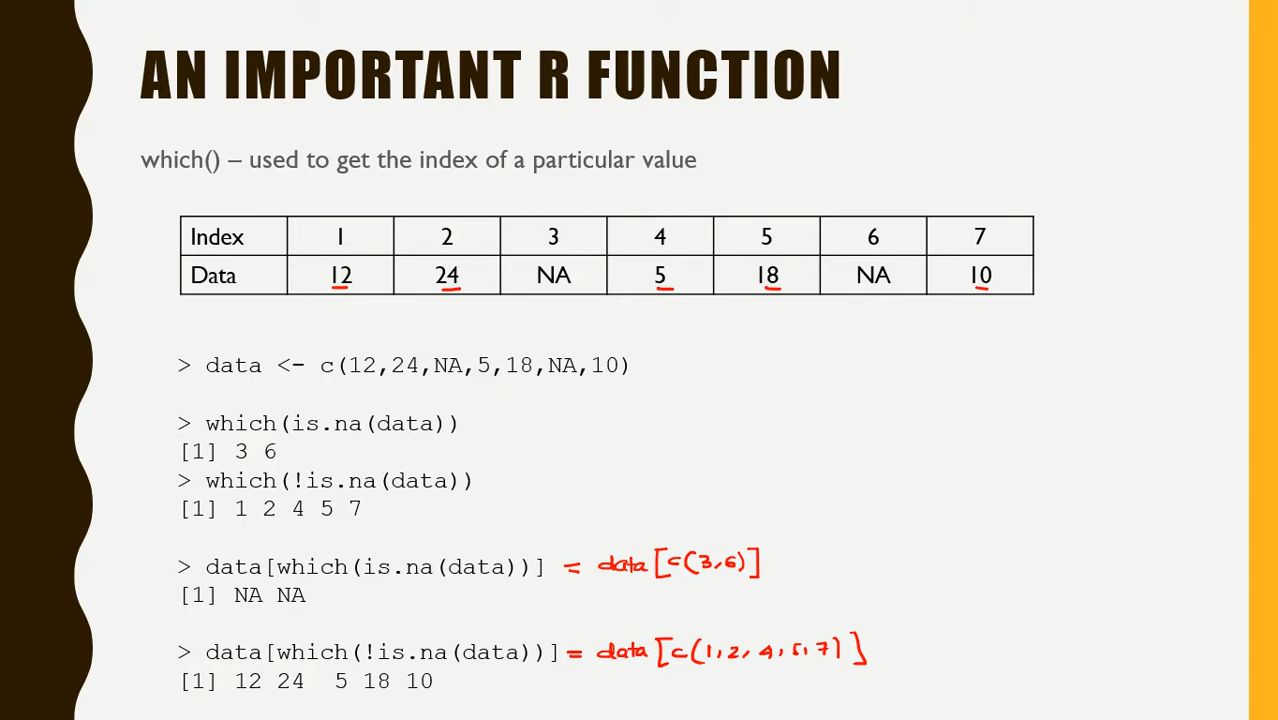 AN IMPORTANT R FUNCTION
which() – used to get the index of a particular value
Index 1 2 3 4 5 6 7
Data 12 24 NA 5 18 NA 10
> data <- c(12,24,NA,5,18,NA,10)
> which(is.na(data))
[1] 3 6
> which(!is.na(data))
[1] 1 2 4 5 7
> data[which(is.na(data))] = data[c(3,6)]
[1] NA NA
> data[which(!is.na(data))] = data[c(1,2,4,5,7)]
[1] 12 24  5 18 10